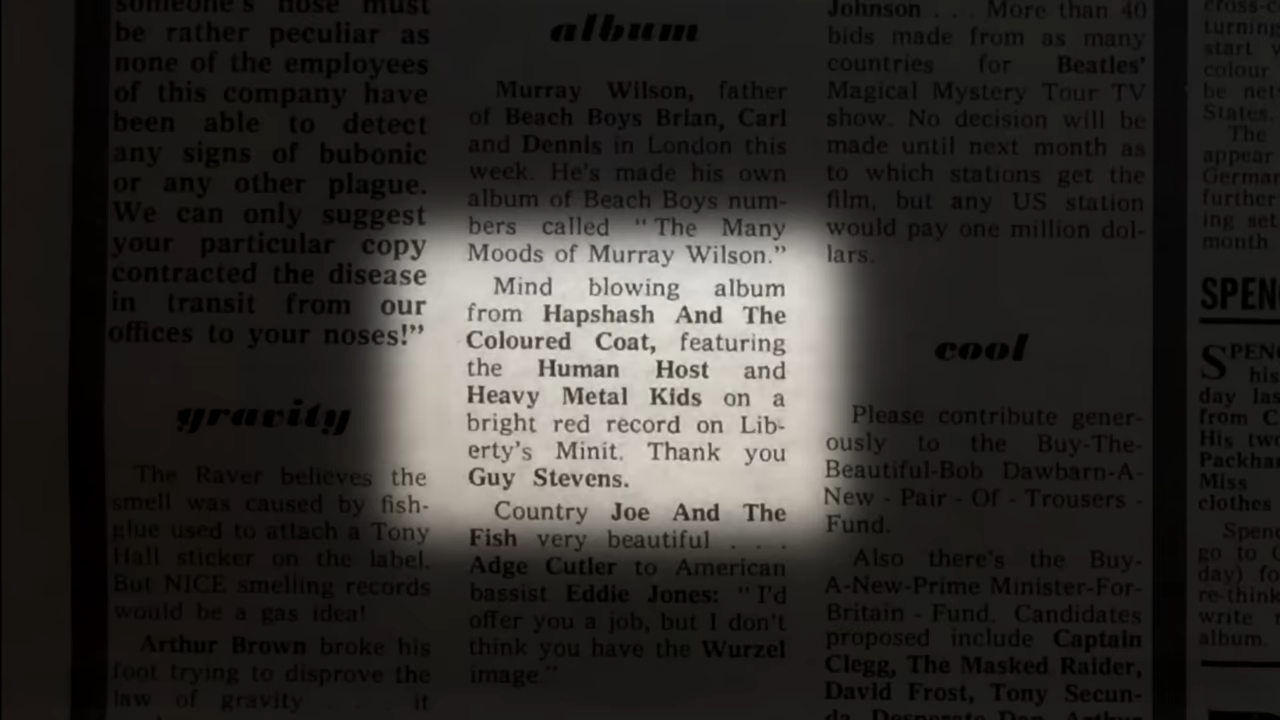 someone's nose must
be rather peculiar as
none of the employees
of this company have
been able to detect
any signs of bubonic
or any other plague.
We can only suggest
your particular copy
contracted the disease
in transit from our
offices to your noses!"
gravity
The Raver believes the
smell was caused by fish-
glue used to attach a Tony
Hall sticker on the label.
But NICE smelling records
would be a gas idea!
Arthur Brown broke his
foot trying to disprove the
law of gravity . . . it
album
Murray Wilson, father
of Beach Boys Brian, Carl
and Dennis in London this
week. He's made his own
album of Beach Boys num-
bers called "The Many
Moods of Murray Wilson."
Mind blowing album
from Hapshash And The
Coloured Coat, featuring
the Human Host and
Heavy Metal Kids on a
bright red record on Lib-
erty's Minit. Thank you
Guy Stevens.
Country Joe And The
Fish very beautiful . . .
Adge Cutler to American
bassist Eddie Jones: "I'd
offer you a job, but I don't
think you have the Wurzel
image."
Johnson . . . More than 40
bids made from as many
countries for Beatles'
Magical Mystery Tour TV
show. No decision will be
made until next month as
to which stations get the
film, but any US station
would pay one million dol-
lars.
cool
Please contribute gener-
ously to the Buy-The-
Beautiful-Bob Dawbarn-A-
New - Pair - Of - Trousers -
Fund.
Also there's the Buy-
A-New-Prime Minister-For-
Britain - Fund. Candidates
proposed include Captain
Clegg, The Masked Raider,
David Frost, Tony Secun-
da, Desperate Dan, Arthur
cross-c
turning
start
colour
be net
States.
The
appear
German
further
ing set
month
SPEN
SPEN
his
day las
from C
His tw
Packha
Miss
clothes
Spenc
go to
day) fo
re-think
write
album.